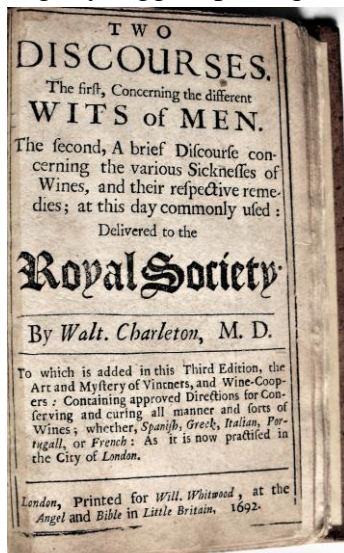 TWO
DISCOURSES.
The firſt, Concerning the different
WITS of MEN.
The ſecond, A brief Diſcourſe con-
cerning the various Sickneſſes of
Wines, and their reſpective reme-
dies; at this day commonly uſed:
Delivered to the
Royal Society.
By Walt. Charleton, M. D.
To which is added in this Third Edition, the
Art and Myſtery of Vintners, and Wine-Coop-
ers: Containing approved Directions for Con-
ſerving and curing all manner and ſorts of
Wines; whether, Spaniſh, Greek, Italian, Por-
tugall, or French: As it is now practiſed in
the City of London.
London, Printed for Will. Whitwood, at the
Angel and Bible in Little Britain, 1692.